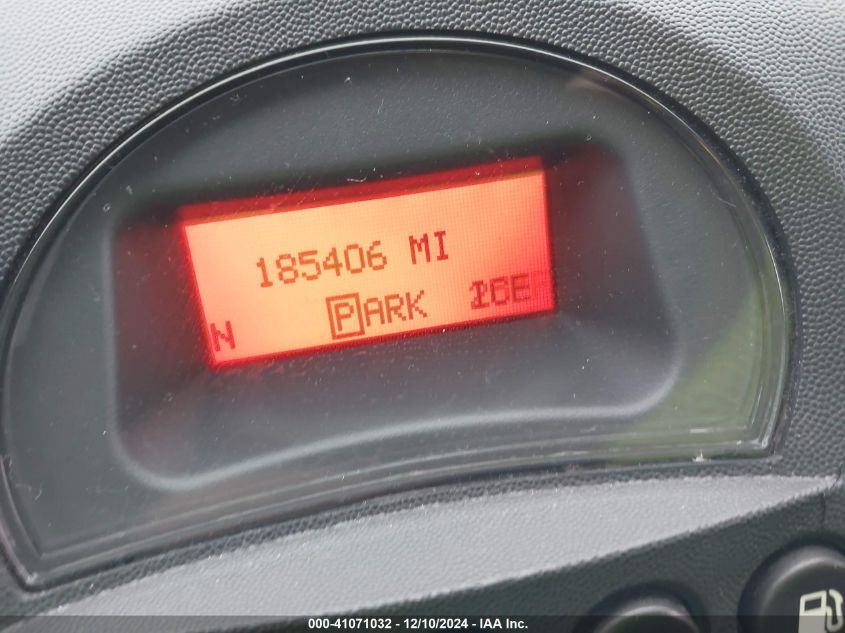 185406 MI
N PARK
000-41071032 - 12/10/2024 - IAA Inc.